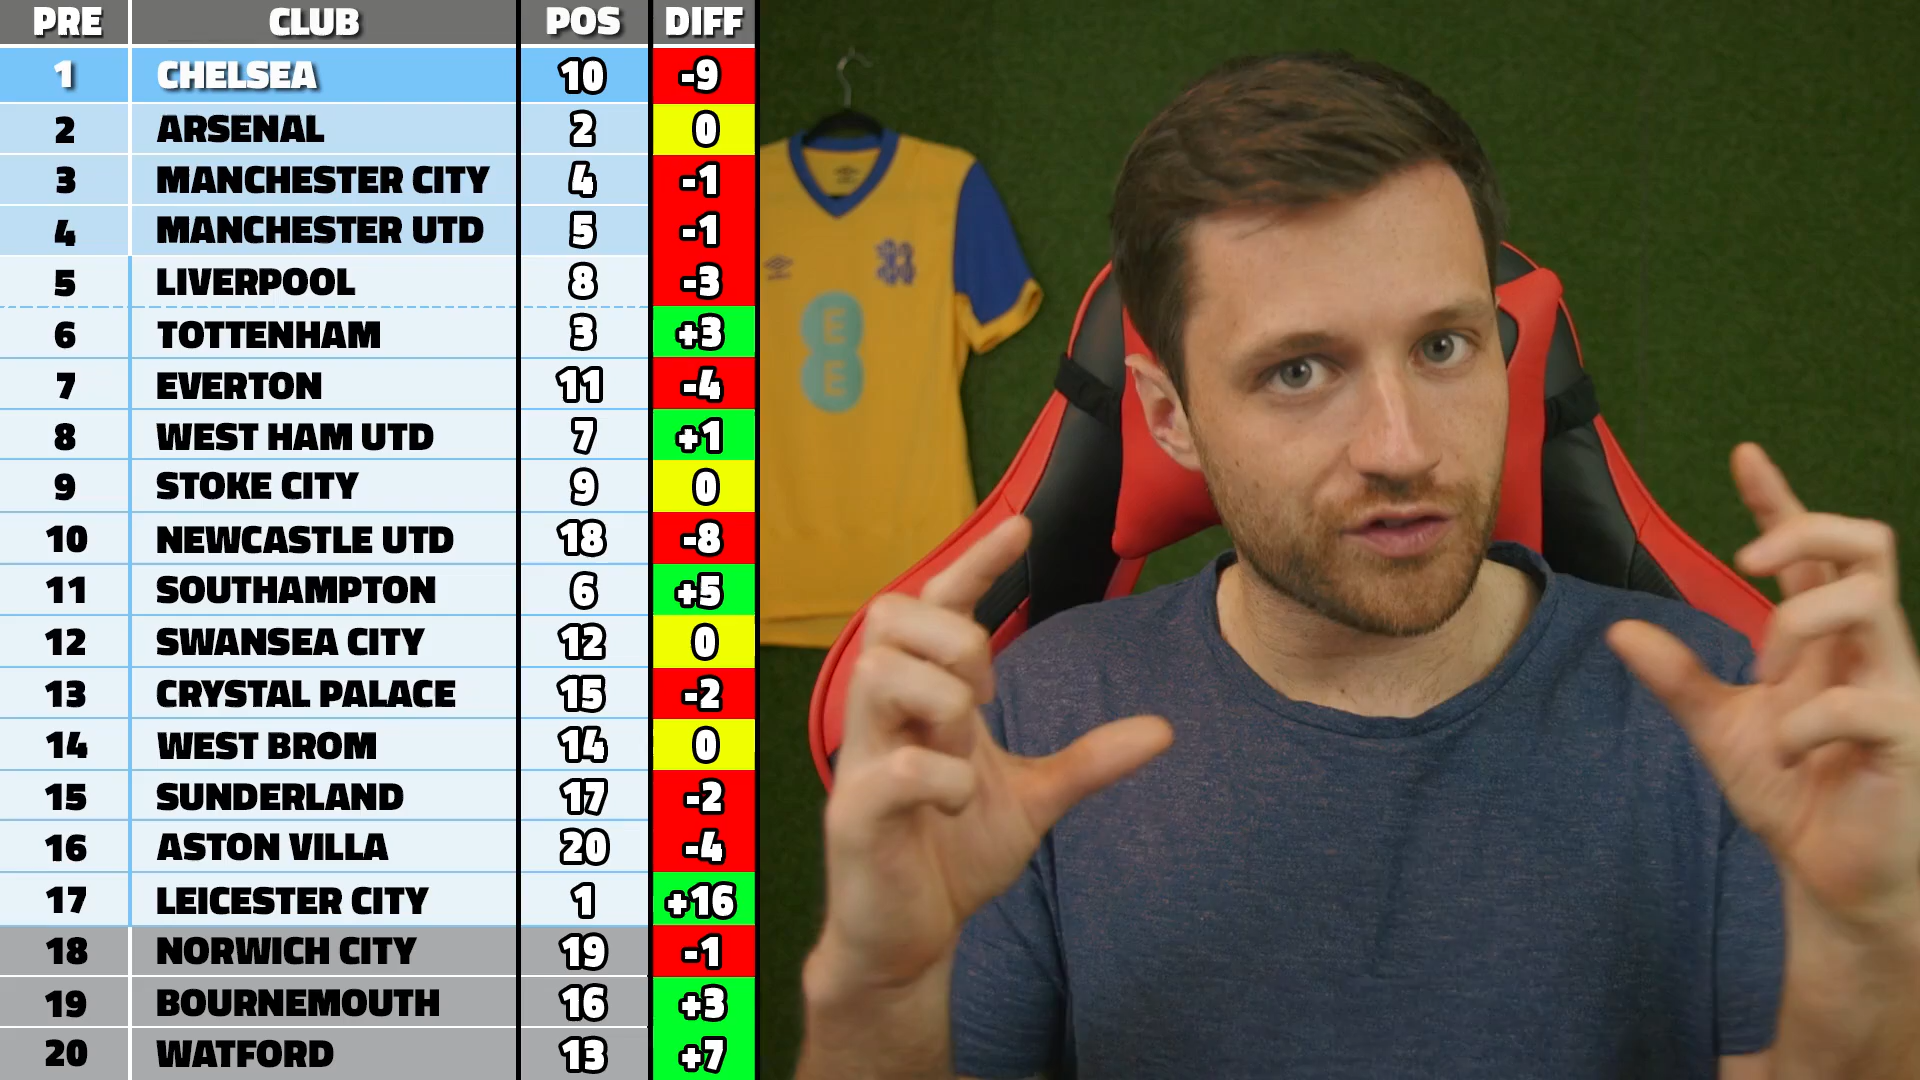 PRE CLUB POS DIFF
1 CHELSEA 10 -9
2 ARSENAL 2 0
3 MANCHESTER CITY 4 -1
4 MANCHESTER UTD 5 -1
5 LIVERPOOL 8 -3
6 TOTTENHAM 3 +3
7 EVERTON 11 -4
8 WEST HAM UTD 7 +1
9 STOKE CITY 9 0
10 NEWCASTLE UTD 18 -8
11 SOUTHAMPTON 6 +5
12 SWANSEA CITY 12 0
13 CRYSTAL PALACE 15 -2
14 WEST BROM 14 0
15 SUNDERLAND 17 -2
16 ASTON VILLA 20 -4
17 LEICESTER CITY 1 +16
18 NORWICH CITY 19 -1
19 BOURNEMOUTH 16 +3
20 WATFORD 13 +7
E
E